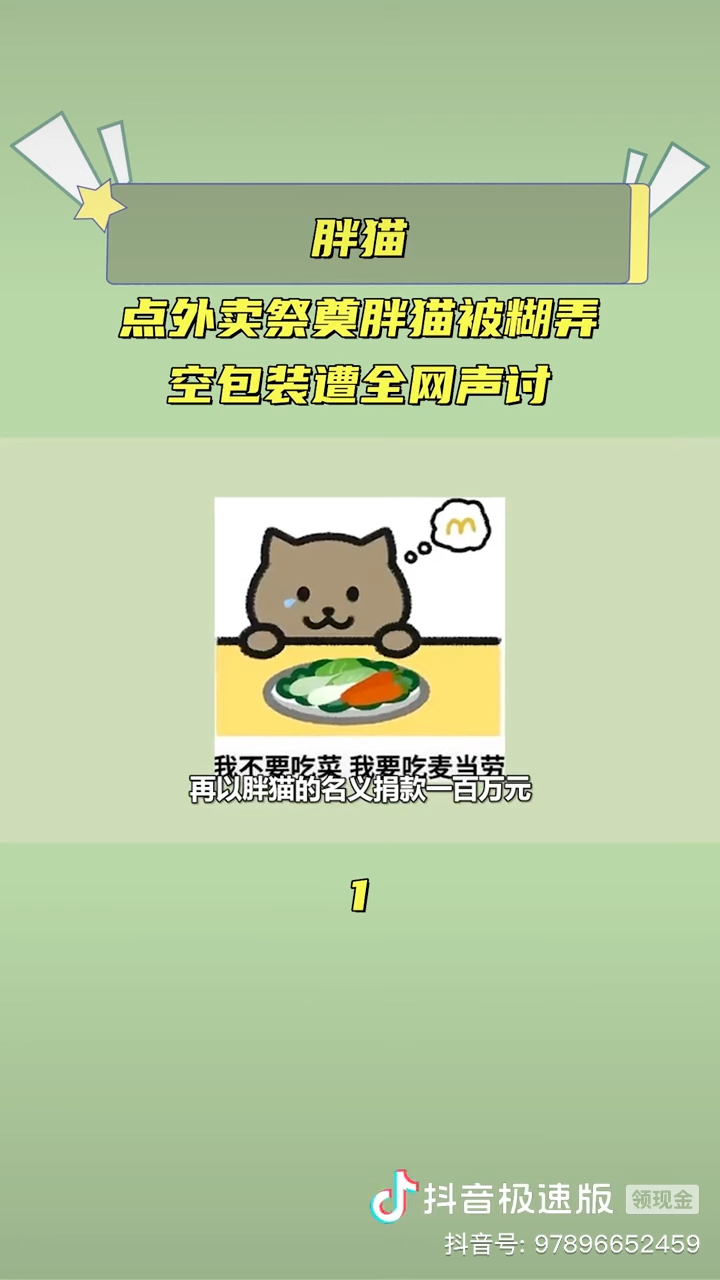 胖猫
点外卖祭奠胖猫被糊弄
空包装遭全网声讨
我不要吃菜 我要吃麦当劳
再以胖猫的名义捐款一百万元
1
抖音极速版 领现金
抖音号: 97896652459